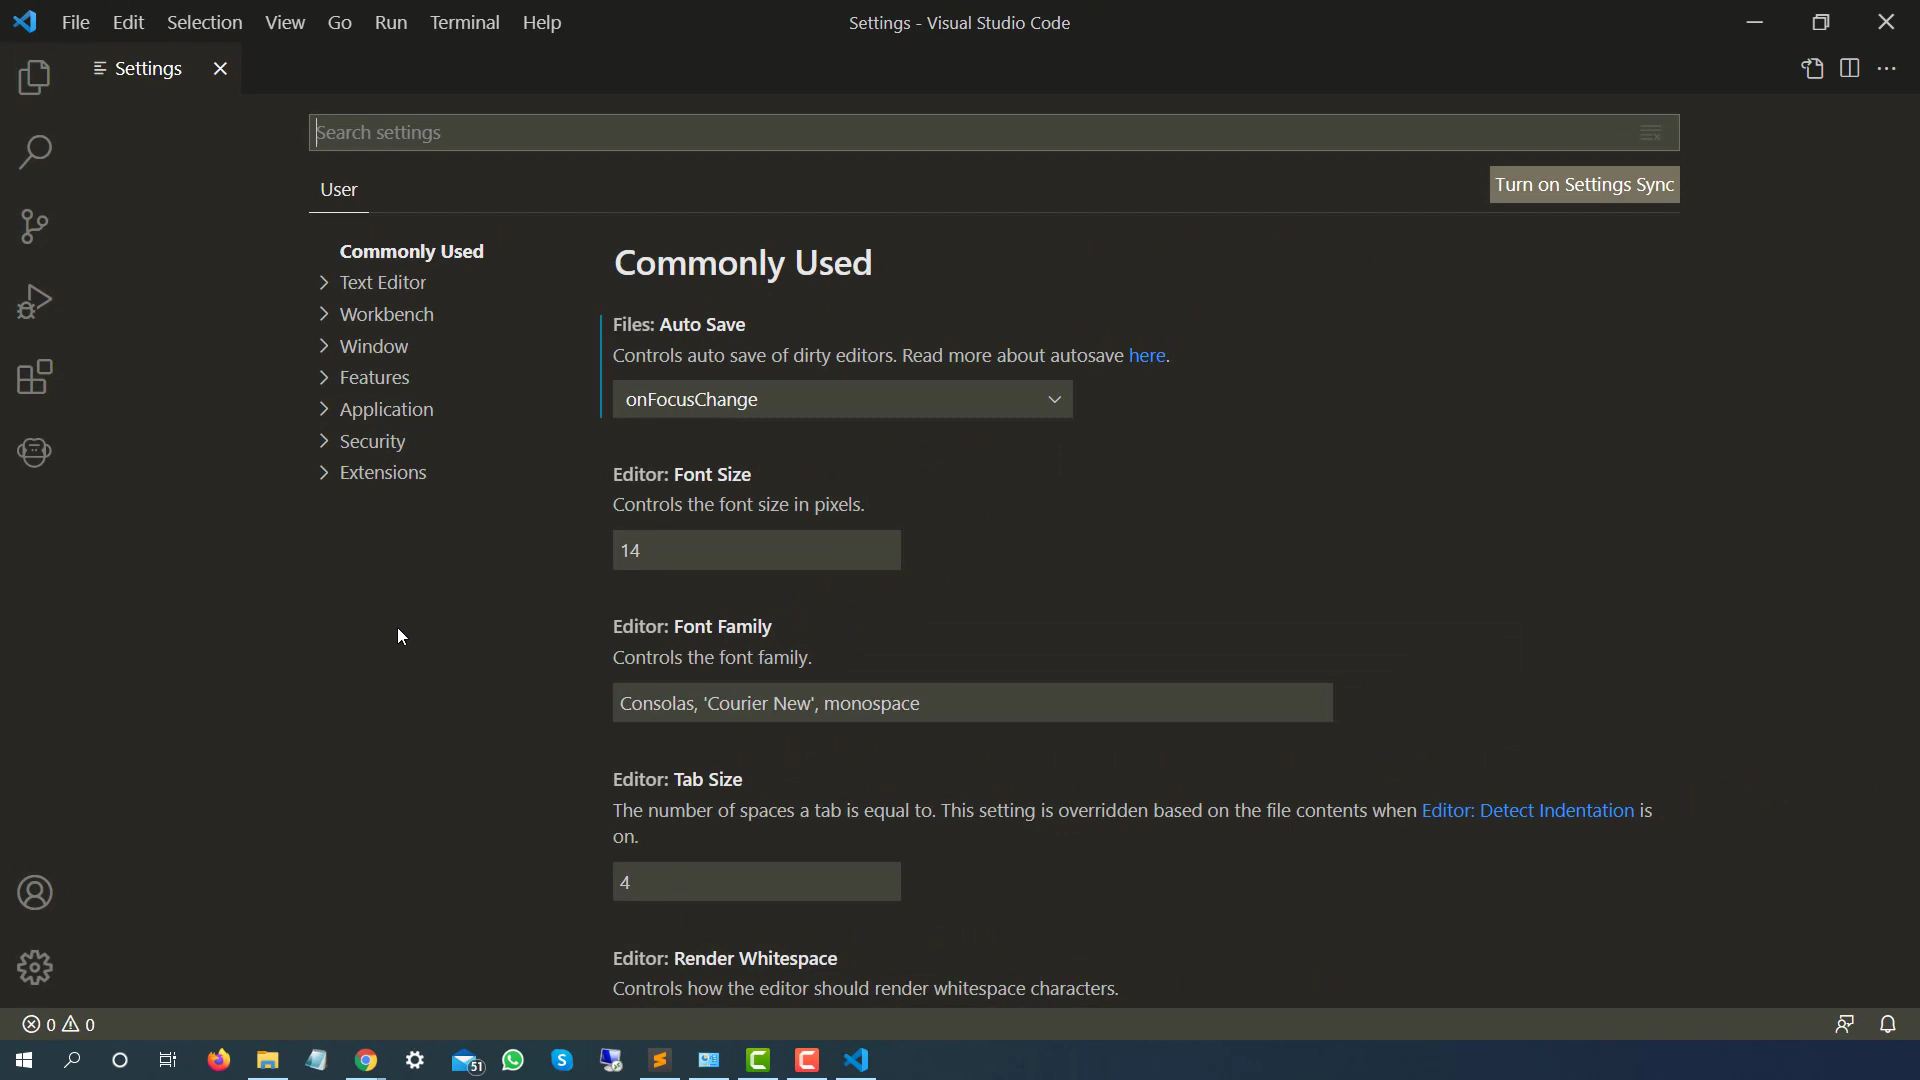 File Edit Selection View Go Run Terminal Help
Settings - Visual Studio Code
Settings
Search settings
User
Turn on Settings Sync
Commonly Used
Text Editor
Workbench
Window
Features
Application
Security
Extensions
Commonly Used
Files: Auto Save
Controls auto save of dirty editors. Read more about autosave here.
onFocusChange
Editor: Font Size
Controls the font size in pixels.
14
Editor: Font Family
Controls the font family.
Consolas, 'Courier New', monospace
Editor: Tab Size
The number of spaces a tab is equal to. This setting is overridden based on the file contents when Editor: Detect Indentation is
on.
4
Editor: Render Whitespace
Controls how the editor should render whitespace characters.
0 0
51